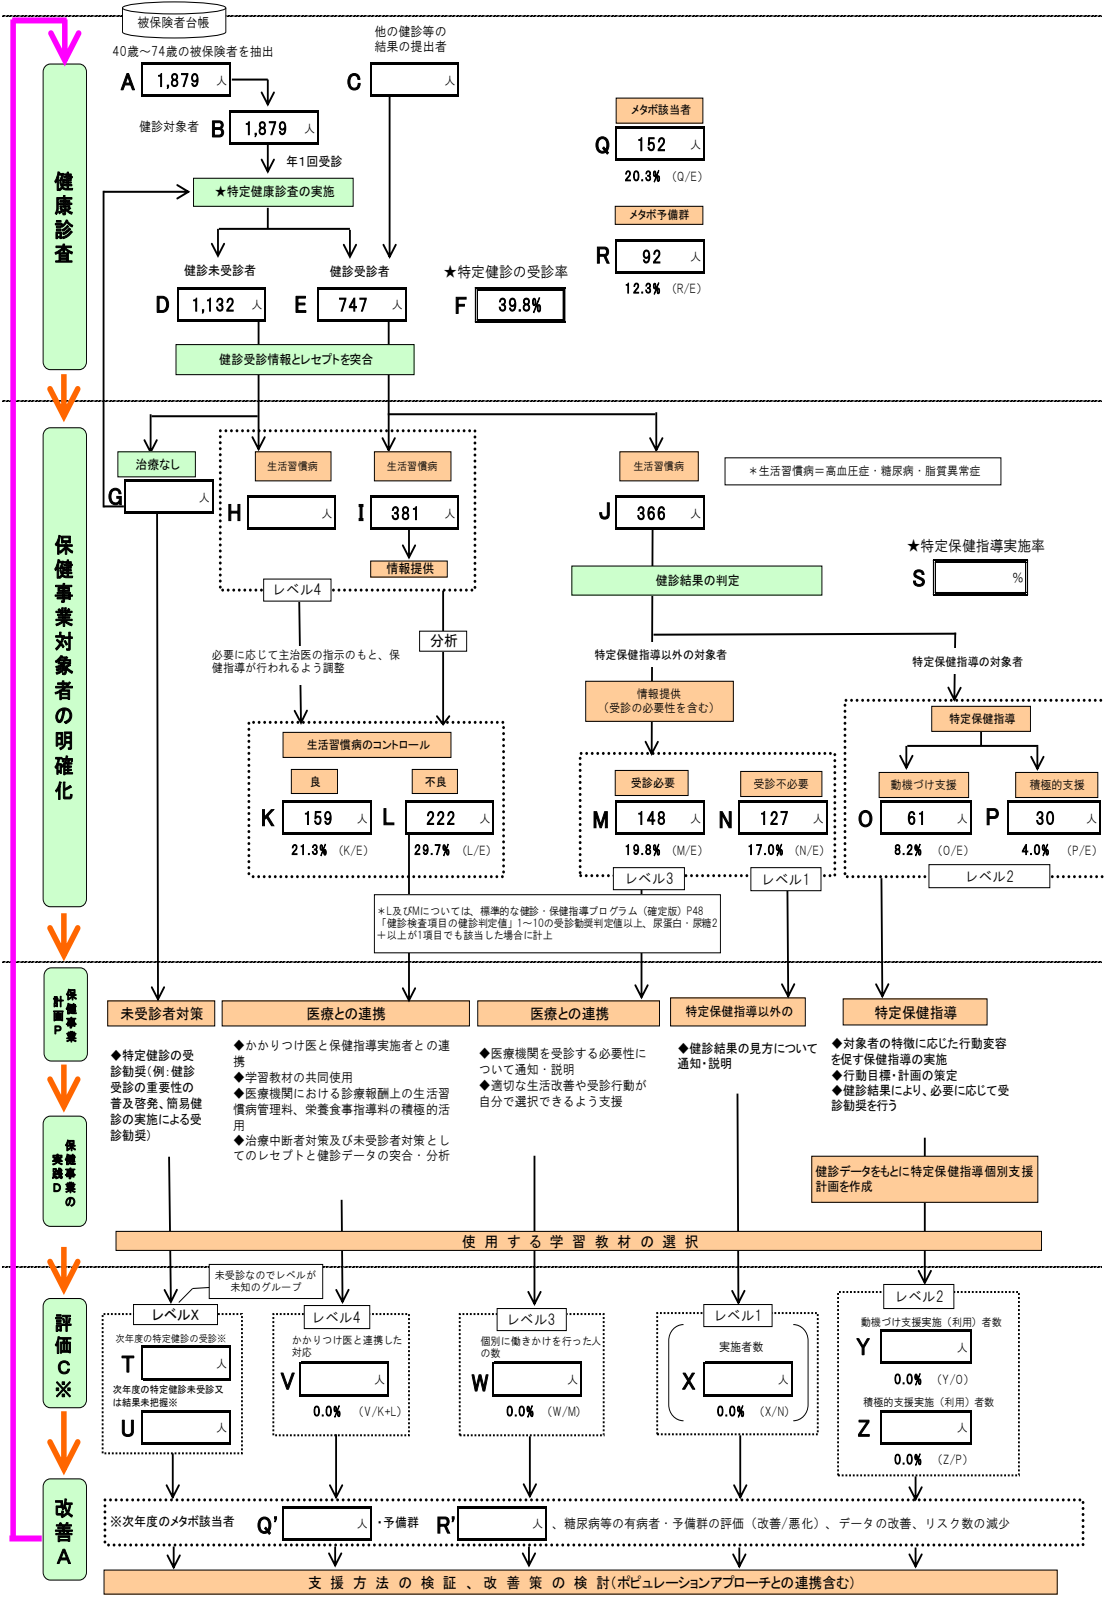 被保険者台帳
40歳～74歳の被保険者を抽出
A 1,879 人
他の健診等の
結果の提出者
C 人
健診対象者 B 1,879 人
年1回受診
★特定健康診査の実施
健診未受診者
D 1,132 人
健診受診者
E 747 人
★特定健診の受診率
F 39.8%
メタボ該当者
Q 152 人
20.3% (Q/E)
メタボ予備群
R 92 人
12.3% (R/E)
健診受診情報とレセプトを突合
健康診査
保健事業対象者の明確化
治療なし
G 人
生活習慣病
H 人
生活習慣病
I 381 人
情報提供
レベル4
生活習慣病
J 366 人
＊生活習慣病＝高血圧症・糖尿病・脂質異常症
★特定保健指導実施率
S %
健診結果の判定
必要に応じて主治医の指示のもと、保
健指導が行われるよう調整
分析
特定保健指導以外の対象者
情報提供
（受診の必要性を含む）
特定保健指導の対象者
特定保健指導
生活習慣病のコントロール
良
K 159 人
21.3% (K/E)
不良
L 222 人
29.7% (L/E)
受診必要
M 148 人
19.8% (M/E)
レベル3
受診不必要
N 127 人
17.0% (N/E)
レベル1
動機づけ支援
O 61 人
8.2% (O/E)
積極的支援
P 30 人
4.0% (P/E)
レベル2
＊L及びMについては、標準的な健診・保健指導プログラム（確定版）P48
「健診検査項目の健診判定値」1～10の受診勧奨判定値以上、尿蛋白・尿糖2
＋以上が1項目でも該当した場合に計上
保健事業
計画P
保健事業の
実践D
未受診者対策
◆特定健診の受
診勧奨（例：健診
受診の重要性の
普及啓発、簡易健
診の実施による受
診勧奨）
医療との連携
◆かかりつけ医と保健指導実施者との連
携
◆学習教材の共同使用
◆医療機関における診療報酬上の生活習
慣病管理料、栄養食事指導料の積極的活
用
◆治療中断者対策及び未受診者対策とし
てのレセプトと健診データの突合・分析
医療との連携
◆医療機関を受診する必要性に
ついて通知・説明
◆適切な生活改善や受診行動が
自分で選択できるよう支援
特定保健指導以外の
◆健診結果の見方について
通知・説明
特定保健指導
◆対象者の特徴に応じた行動変容
を促す保健指導の実施
◆行動目標・計画の策定
◆健診結果により、必要に応じて受
診勧奨を行う
健診データをもとに特定保健指導個別支援
計画を作成
使用する学習教材の選択
評価C※
未受診なのでレベルが
未知のグループ
レベルX
次年度の特定健診の受診※
T 人
次年度の特定健診未受診又
は結果未把握※
U 人
レベル4
かかりつけ医と連携した
対応
V 人
0.0% (V/K+L)
レベル3
個別に働きかけを行った人
の数
W 人
0.0% (W/M)
レベル1
実施者数
X 人
0.0% (X/N)
レベル2
動機づけ支援実施（利用）者数
Y 人
0.0% (Y/O)
積極的支援実施（利用）者数
Z 人
0.0% (Z/P)
改善A
※次年度のメタボ該当者 Q' 人 ・予備群 R' 人 、糖尿病等の有病者・予備群の評価（改善/悪化）、データの改善、リスク数の減少
支援方法の検証、改善策の検討(ポピュレーションアプローチとの連携含む)